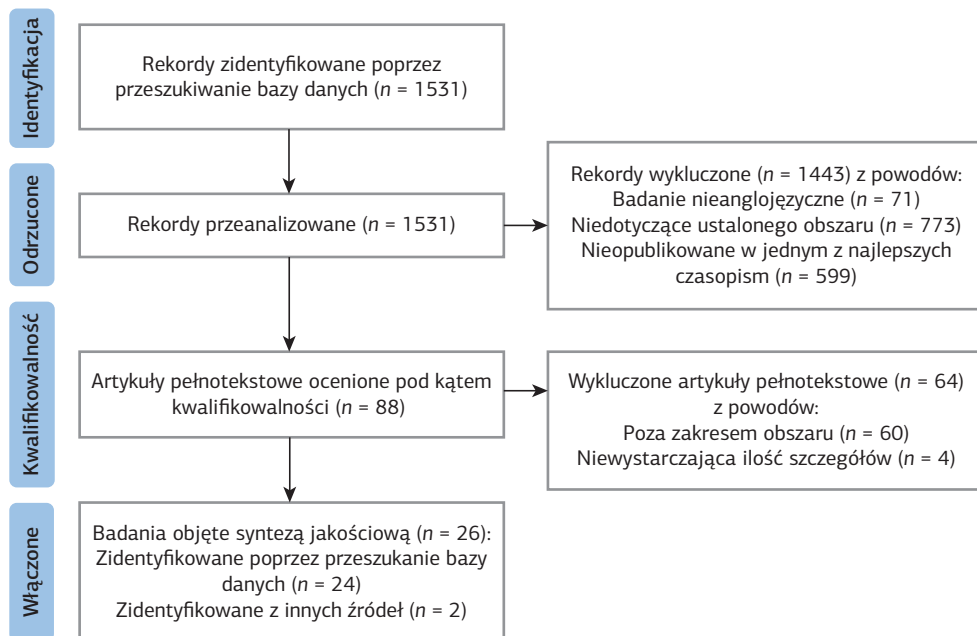 Identyfikacja
Rekordy zidentyfikowane poprzez
przeszukiwanie bazy danych (n = 1531)
Odrzucone
Rekordy przeanalizowane (n = 1531)
Rekordy wykluczone (n = 1443) z powodów:
Badanie nieanglojęzyczne (n = 71)
Niedotyczące ustalonego obszaru (n = 773)
Nieopublikowane w jednym z najlepszych
czasopism (n = 599)
Kwalifikowalność
Artykuły pełnotekstowe ocenione pod kątem
kwalifikowalności (n = 88)
Wykluczone artykuły pełnotekstowe (n = 64)
z powodów:
Poza zakresem obszaru (n = 60)
Niewystarczająca ilość szczegółów (n = 4)
Włączone
Badania objęte syntezą jakościową (n = 26):
Zidentyfikowane poprzez przeszukanie bazy
danych (n = 24)
Zidentyfikowane z innych źródeł (n = 2)